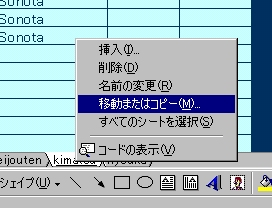 Sonota
Sonota
Sonota
挿入(I)...
削除(D)
名前の変更(R)
移動またはコピー(M)...
すべてのシートを選択(S)
コードの表示(V)
eijouten
kimatsu
シェイプ(U)